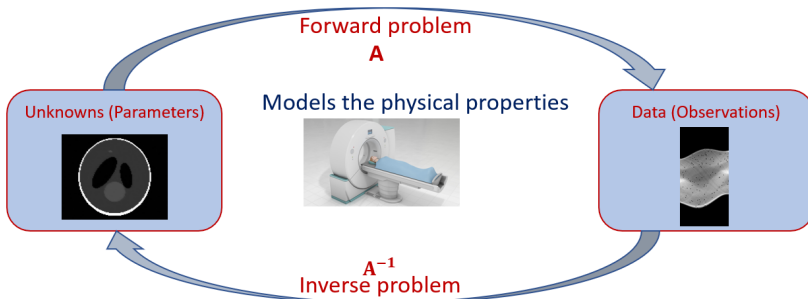 Forward problem
A
Unknowns (Parameters)
Models the physical properties
Data (Observations)
A⁻¹
Inverse problem